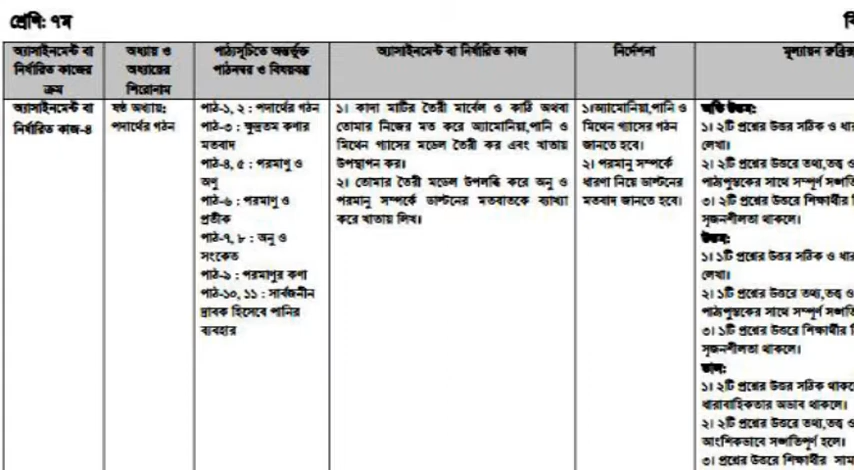 শ্রেণি: ৭ম
অ্যাসাইনমেন্ট বা
নির্ধারিত কাজের
ক্রম
অধ্যায় ও
অধ্যায়ের
শিরোনাম
পাঠ্যসূচিতে অন্তর্ভুক্ত
পাঠনম্বর ও বিষয়বস্তু
অ্যাসাইনমেন্ট বা নির্ধারিত কাজ
নির্দেশনা
মূল্যায়ন রুব্রিক্স
অ্যাসাইনমেন্ট বা
নির্ধারিত কাজ-৪
ষষ্ঠ অধ্যায়:
পদার্থের গঠন
পাঠ-১, ২ : পদার্থের গঠন
পাঠ-৩ : ক্ষুদ্রতম কণার
মতবাদ
পাঠ-৪, ৫ : পরমাণু ও
অণু
পাঠ-৬ : পরমাণু ও
প্রতীক
পাঠ-৭, ৮ : অনু ও
সংকেত
পাঠ-৯ : পরমাণুর কণা
পাঠ-১০, ১১ : সার্বজনীন
দ্রাবক হিসেবে পানির
ব্যবহার
১। কাদা মাটির তৈরী মার্বেল ও কাঠি অথবা
তোমার নিজের মত করে অ্যামোনিয়া,পানি ও
মিথেন গ্যাসের মডেল তৈরী কর এবং খাতায়
উপস্থাপন কর।
২। তোমার তৈরী মডেল উপলব্ধি করে অনু ও
পরমানু সম্পর্কে ডাল্টনের মতবাতকে ব্যাখ্যা
করে খাতায় লিখ।
১।অ্যামোনিয়া,পানি ও
মিথেন গ্যাসের গঠন
জানতে হবে।
২। পরমানু সম্পর্কে
ধারণা নিয়ে ডাল্টনের
মতবাদ জানতে হবে।
অতি উত্তম:
১। ২টি প্রশ্নের উত্তর সঠিক ও ধার
লেখা।
২। ২টি প্রশ্নের উত্তরে তথ্য,তত্ত্ব ও
পাঠ্যপুস্তকের সাথে সম্পূর্ণ সঙ্গতি
৩। ২টি প্রশ্নের উত্তরে শিক্ষার্থীর
সৃজনশীলতা থাকলে।
উত্তম:
১। ১টি প্রশ্নের উত্তর সঠিক ও ধার
লেখা।
২। ১টি প্রশ্নের উত্তরে তথ্য,তত্ত্ব ও
পাঠ্যপুস্তকের সাথে সম্পূর্ণ সঙ্গতি
৩। ১টি প্রশ্নের উত্তরে শিক্ষার্থীর
সৃজনশীলতা থাকলে।
ভাল:
১। ২টি প্রশ্নের উত্তর সঠিক থাকলে
ধারাবাহিকতার অভাব থাকলে।
২। ২টি প্রশ্নের উত্তরে তথ্য,তত্ত্ব ও
আংশিকভাবে সঙ্গতিপূর্ণ হলে।
৩। প্রশ্নের উত্তরে শিক্ষার্থীর